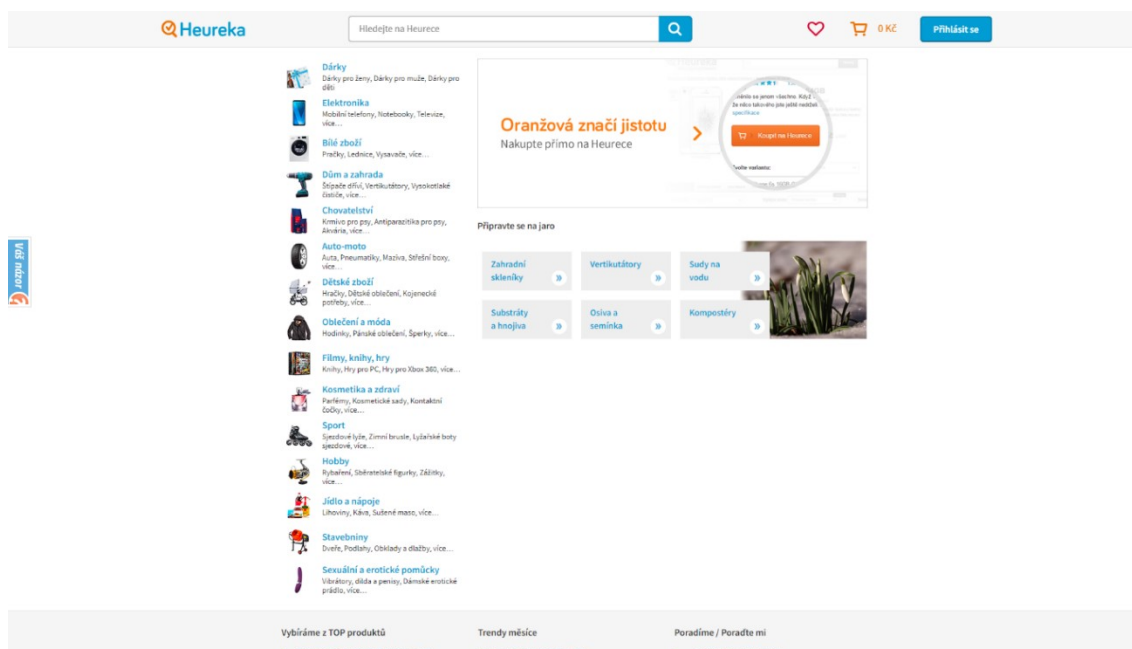 Heureka
Hledejte na Heurece
0 Kč
Přihlásit se
Dárky
Dárky pro ženy, Dárky pro muže, Dárky pro
děti
Elektronika
Mobilní telefony, Notebooky, Televize,
více...
Bílé zboží
Pračky, Lednice, Vysavače, více...
Dům a zahrada
Štípače dříví, Vertikutátory, Vysokotlaké
čističe, více...
Chovatelství
Krmivo pro psy, Antiparazitika pro psy,
Akvária, více...
Auto-moto
Auta, Pneumatiky, Maziva, Střešní boxy,
více...
Dětské zboží
Hračky, Dětské oblečení, Kojenecké
potřeby, více...
Oblečení a móda
Hodinky, Pánské oblečení, Šperky, více...
Filmy, knihy, hry
Knihy, Hry pro PC, Hry pro Xbox 360, více...
Kosmetika a zdraví
Parfémy, Kosmetické sady, Kontaktní
čočky, více...
Sport
Sjezdové lyže, Zimní brusle, Lyžařské boty
sjezdové, více...
Hobby
Rybaření, Sběratelské figurky, Zážitky,
více...
Jídlo a nápoje
Lihoviny, Káva, Sušené maso, více...
Stavebniny
Dveře, Podlahy, Obklady a dlažby, více...
Sexuální a erotické pomůcky
Vibrátory, dilda a penisy, Dámské erotické
prádlo, více...
Oranžová značí jistotu
Nakupte přímo na Heurece
specifikace
Koupit na Heurece
Zvolte variantu:
Připravte se na jaro
Zahradní
skleníky
Vertikutátory
Sudy na
vodu
Substráty
a hnojiva
Osiva a
semínka
Kompostéry
Váš názor
Vybíráme z TOP produktů
Trendy měsíce
Poradíme / Poraďte mi